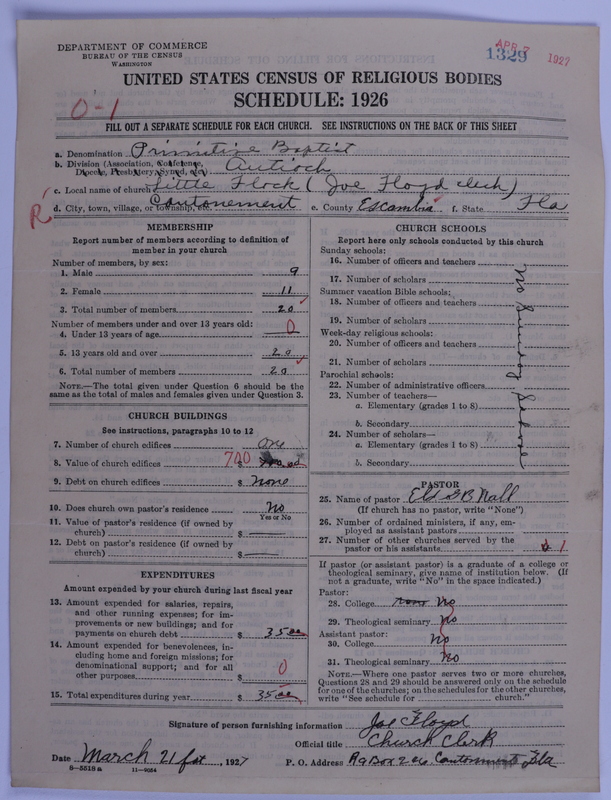 DEPARTMENT OF COMMERCE
BUREAU OF THE CENSUS
WASHINGTON
APR 7 1927
1329
UNITED STATES CENSUS OF RELIGIOUS BODIES
SCHEDULE: 1926
0-1
FILL OUT A SEPARATE SCHEDULE FOR EACH CHURCH. SEE INSTRUCTIONS ON THE BACK OF THIS SHEET
a. Denomination Primitive Baptist
b. Division (Association, Conference, Diocese, Presbytery, Synod, etc.) Antioch
c. Local name of church Little Flock (Joe Floyd clerk)
R d. City, town, village, or township, etc. Cantonement e. County Escambia f. State Fla
MEMBERSHIP
Report number of members according to definition of
member in your church
Number of members, by sex:
1. Male 9
2. Female 11
3. Total number of members 20
Number of members under and over 13 years old:
4. Under 13 years of age 0
5. 13 years old and over 20
6. Total number of members 20
NOTE.—The total given under Question 6 should be the
same as the total of males and females given under Question 3.
CHURCH BUILDINGS
See instructions, paragraphs 10 to 12
7. Number of church edifices one
8. Value of church edifices 700 $
9. Debt on church edifices $ none
10. Does church own pastor's residence No
Yes or No
11. Value of pastor's residence (if owned by
church) $
12. Debt on pastor's residence (if owned by
church) $
EXPENDITURES
Amount expended by your church during last fiscal year
13. Amount expended for salaries, repairs,
and other running expenses; for im-
provements or new buildings; and for
payments on church debt $ 35 00
14. Amount expended for benevolences, in-
cluding home and foreign missions; for
denominational support; and for all
other purposes $ 0
15. Total expenditures during year $ 35 00
CHURCH SCHOOLS
Report here only schools conducted by this church
Sunday schools:
16. Number of officers and teachers
17. Number of scholars
Summer vacation Bible schools:
18. Number of officers and teachers
19. Number of scholars
Week-day religious schools:
20. Number of officers and teachers
21. Number of scholars
Parochial schools:
22. Number of administrative officers
23. Number of teachers—
a. Elementary (grades 1 to 8)
b. Secondary
24. Number of scholars—
a. Elementary (grades 1 to 8)
b. Secondary
No Sunday School
PASTOR
25. Name of pastor Eld G B Nall
(If church has no pastor, write "None")
26. Number of ordained ministers, if any, em-
ployed as assistant pastors
27. Number of other churches served by the
pastor or his assistants 1
If pastor (or assistant pastor) is a graduate of a college or
theological seminary, give name of institution below. (If
not a graduate, write "No" in the space indicated.)
Pastor:
28. College No
29. Theological seminary No
Assistant pastor:
30. College No
31. Theological seminary No
NOTE.—Where one pastor serves two or more churches,
Questions 28 and 29 should be answered only on the schedule
for one of the churches; on the schedules for the other churches,
write "See schedule for church."
Signature of person furnishing information Joe Floyd
Official title Church Clerk
Date March 21st, 1927 P. O. Address Box Cantonment Fla
8—5518 a 11—9054